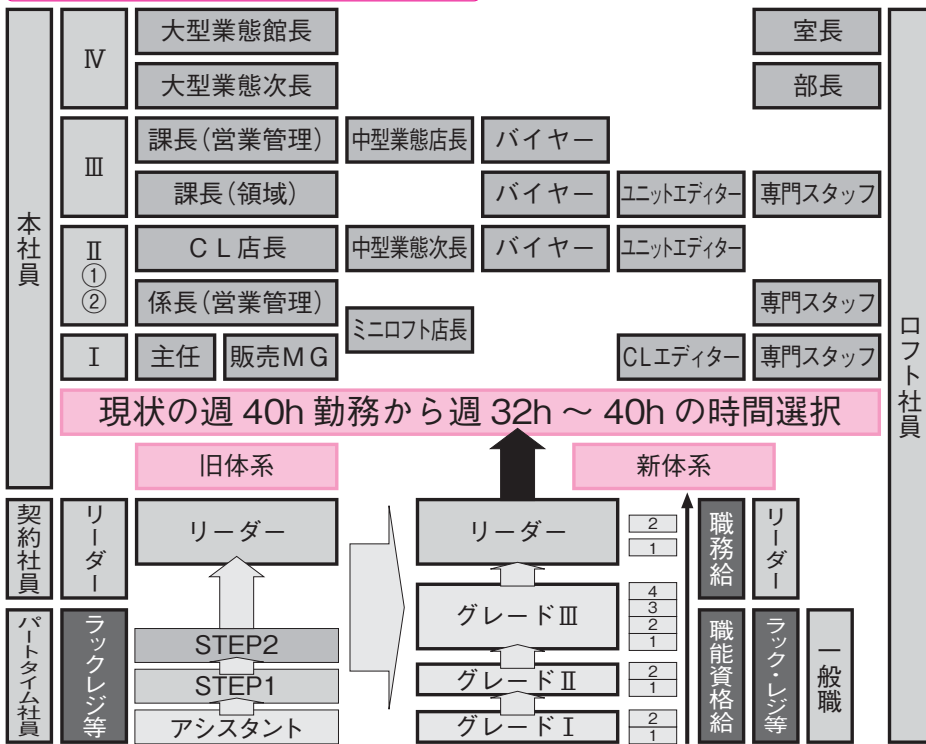 本社員
Ⅳ
大型業態館長
室長
大型業態次長
部長
Ⅲ
課長(営業管理)
中型業態店長
バイヤー
課長(領域)
バイヤー
ユニットエディター
専門スタッフ
Ⅱ
①
②
CL店長
中型業態次長
バイヤー
ユニットエディター
係長(営業管理)
ミニロフト店長
専門スタッフ
Ⅰ
主任
販売MG
CLエディター
専門スタッフ
ロフト社員
現状の週 40h 勤務から週 32h ~ 40h の時間選択
旧体系
新体系
契約社員
リーダー
リーダー
リーダー
2
1
職務給
リーダー
パートタイム社員
ラックレジ等
STEP2
STEP1
アシスタント
グレードⅢ
4
3
2
1
グレードⅡ
2
1
グレードⅠ
2
1
職能資格給
ラック・レジ等
一般職